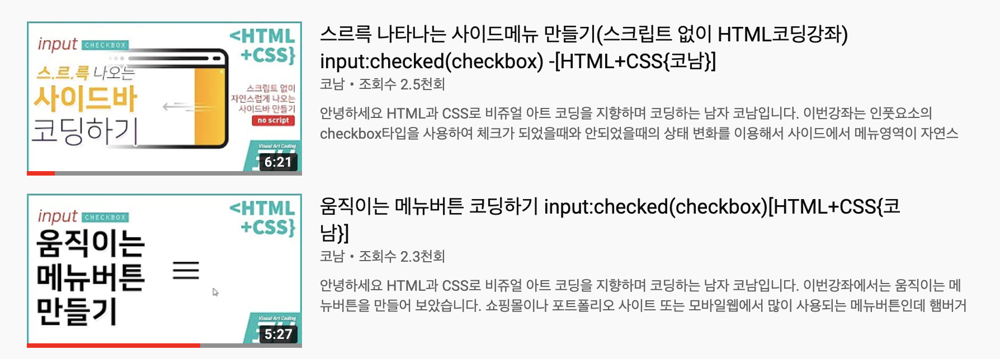 input CHECKBOX
스.르.륵 나오는
사이드바
코딩하기
<HTML
+CSS}
스크립트 없이
자연스럽게 나오는
사이드바 만들기
no script
Visual Art Coding
6:21
스르륵 나타나는 사이드메뉴 만들기(스크립트 없이 HTML코딩강좌)
input:checked(checkbox) -[HTML+CSS{코남}]
코남 • 조회수 2.5천회
안녕하세요 HTML과 CSS로 비쥬얼 아트 코딩을 지향하며 코딩하는 남자 코남입니다. 이번강좌는 인풋요소의
checkbox타입을 사용하여 체크가 되었을때와 안되었을때의 상태 변화를 이용해서 사이드에서 메뉴영역이 자연스
input CHECKBOX
움직이는
메뉴버튼
만들기
<HTML
+CSS}
Visual Art Coding
5:27
움직이는 메뉴버튼 코딩하기 input:checked(checkbox)[HTML+CSS{코
남}]
코남 • 조회수 2.3천회
안녕하세요 HTML과 CSS로 비쥬얼 아트 코딩을 지향하며 코딩하는 남자 코남입니다. 이번강좌에서는 움직이는 메
뉴버튼을 만들어 보았습니다. 쇼핑몰이나 포트폴리오 사이트 또는 모바일웹에서 많이 사용되는 메뉴버튼인데 햄버거